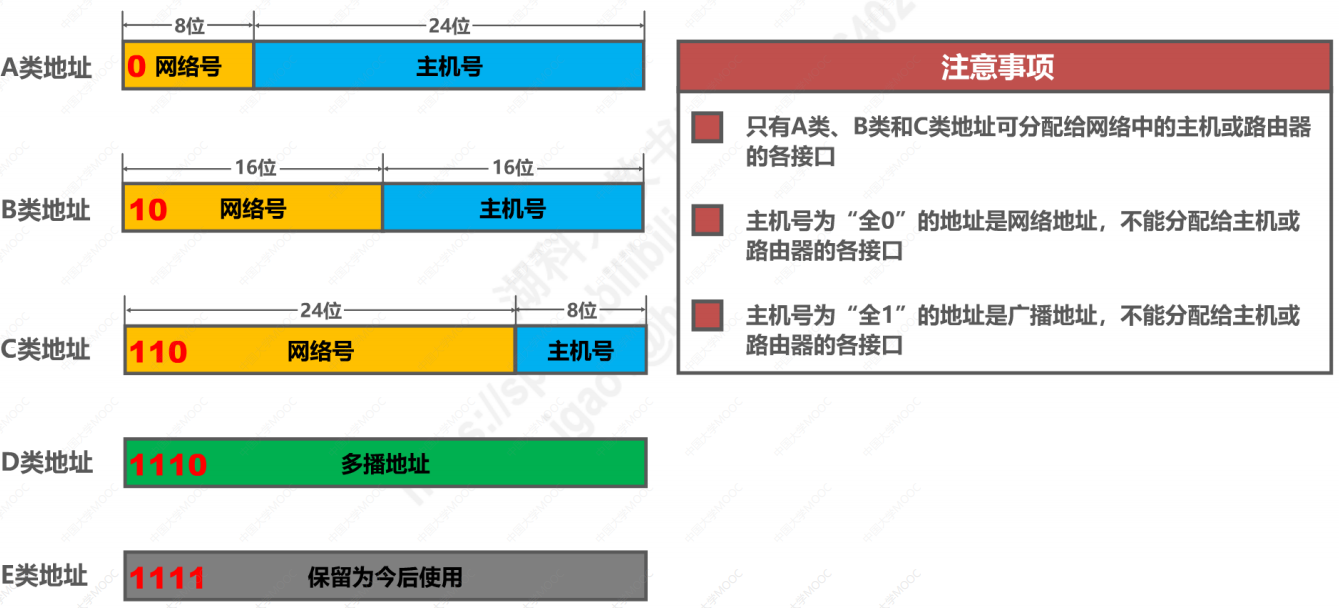 8位 24位
A类地址 0 网络号 主机号
16位 16位
B类地址 10 网络号 主机号
24位 8位
C类地址 110 网络号 主机号
D类地址 1110 多播地址
E类地址 1111 保留为今后使用
注意事项
只有A类、B类和C类地址可分配给网络中的主机或路由器
的各接口
主机号为“全0”的地址是网络地址，不能分配给主机或
路由器的各接口
主机号为“全1”的地址是广播地址，不能分配给主机或
路由器的各接口
中国大学MOOC